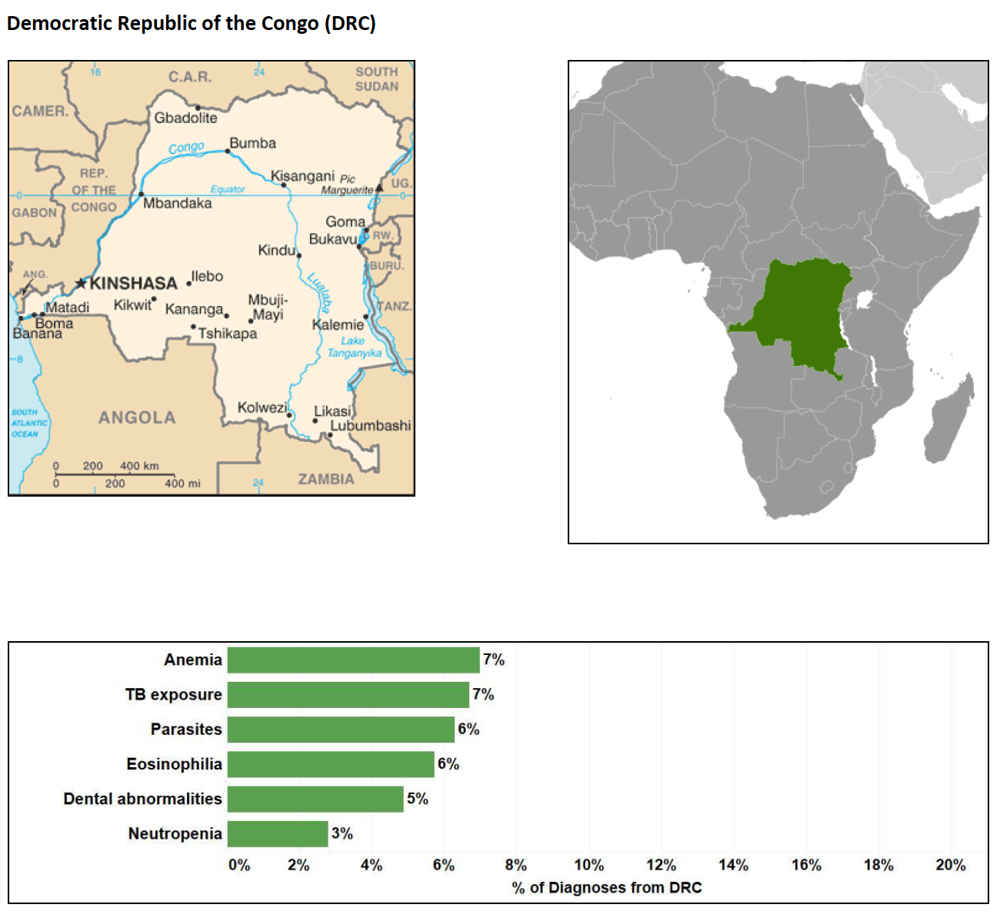 Democratic Republic of the Congo (DRC)
16
24
C.A.R.
SOUTH
SUDAN
CAMER.
Gbadolite
Congo
Bumba
REP.
OF THE
CONGO
Kisangani
Pic
Marguerite
UG.
Equator
0
0
Mbandaka
GABON
Goma
Bukavu
RW.
Kindu
BURU.
ANG.
KINSHASA
Ilebo
Lualaba
Kikwit
Kananga
Mbuji-
Mayi
TANZ.
Matadi
Boma
Banana
Tshikapa
Kalemie
Lake
Tanganyika
8
Kolwezi
Likasi
Lubumbashi
SOUTH
ATLANTIC
OCEAN
ANGOLA
0 200 400 km
0 200 400 mi
24
ZAMBIA
Anemia 7%
TB exposure 7%
Parasites 6%
Eosinophilia 6%
Dental abnormalities 5%
Neutropenia 3%
0% 2% 4% 6% 8% 10% 12% 14% 16% 18% 20%
% of Diagnoses from DRC